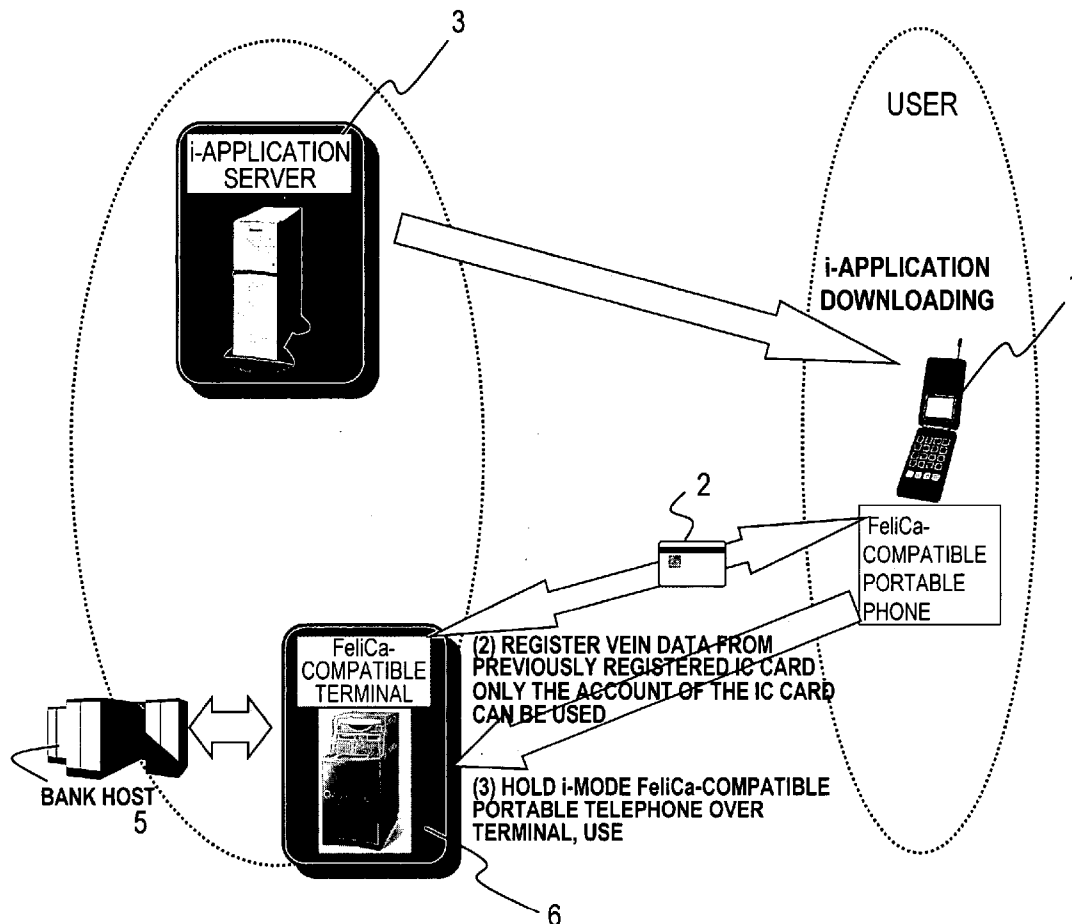 3
USER
i-APPLICATION
SERVER
i-APPLICATION
DOWNLOADING
2
FeliCa-
COMPATIBLE
PORTABLE
PHONE
FeliCa-
COMPATIBLE
TERMINAL
(2) REGISTER VEIN DATA FROM
PREVIOUSLY REGISTERED IC CARD
ONLY THE ACCOUNT OF THE IC CARD
CAN BE USED
BANK HOST
5
(3) HOLD i-MODE FeliCa-COMPATIBLE
PORTABLE TELEPHONE OVER
TERMINAL, USE
6